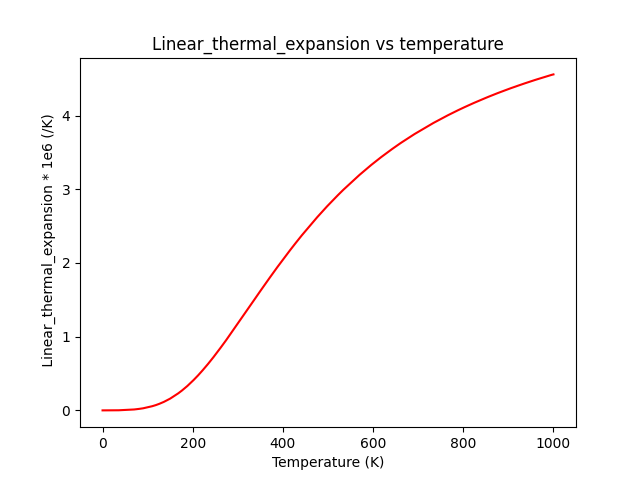 Linear_thermal_expansion vs temperature
Linear_thermal_expansion * 1e6 (/K)
4
3
2
1
0
0 200 400 600 800 1000
Temperature (K)